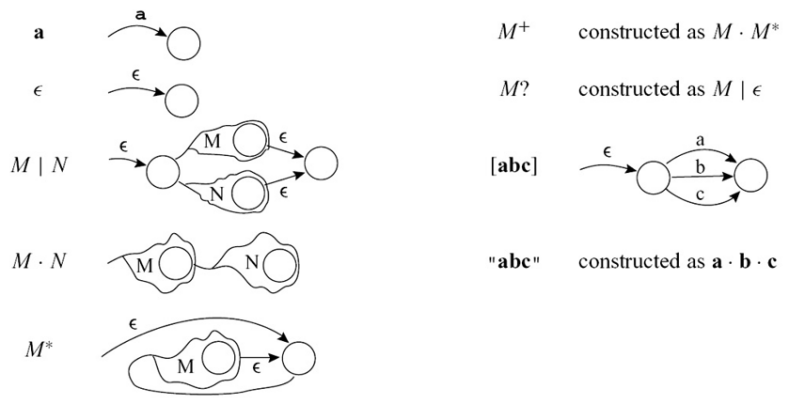 a
a
ϵ
ϵ
M | N
ϵ
M
ϵ
N
ϵ
M · N
M
N
M*
ϵ
M
ϵ
M⁺ constructed as M · M*
M? constructed as M | ϵ
[abc]
ϵ
a
b
c
"abc" constructed as a · b · c